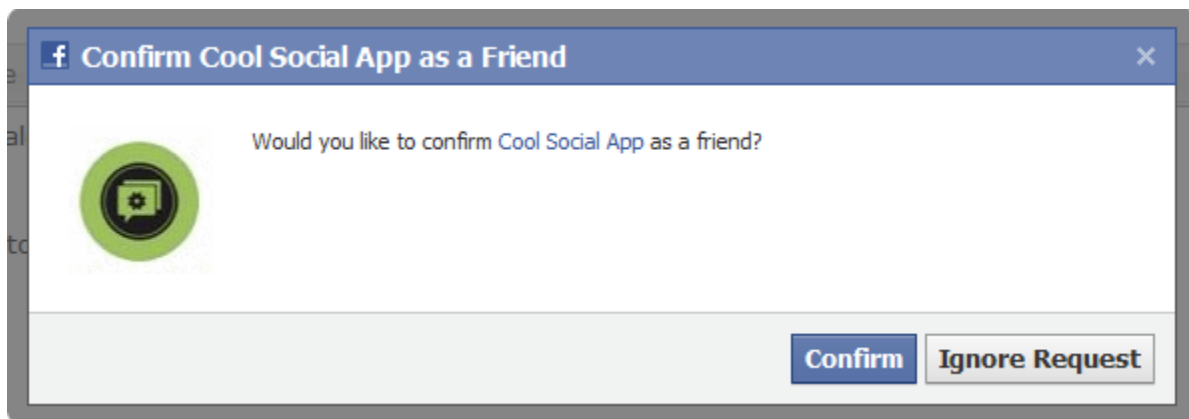 Confirm Cool Social App as a Friend
Would you like to confirm Cool Social App as a friend?
Confirm
Ignore Request